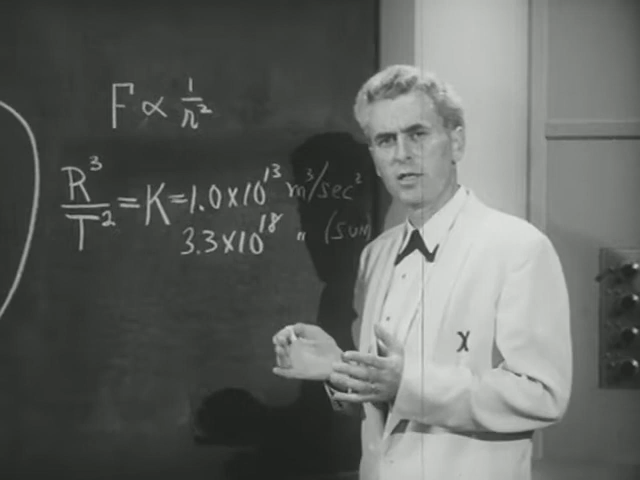 F ∝ 1/r²
R³/T² = K = 1.0×10¹³ m³/sec²
3.3×10¹⁸ " (SUN)
X